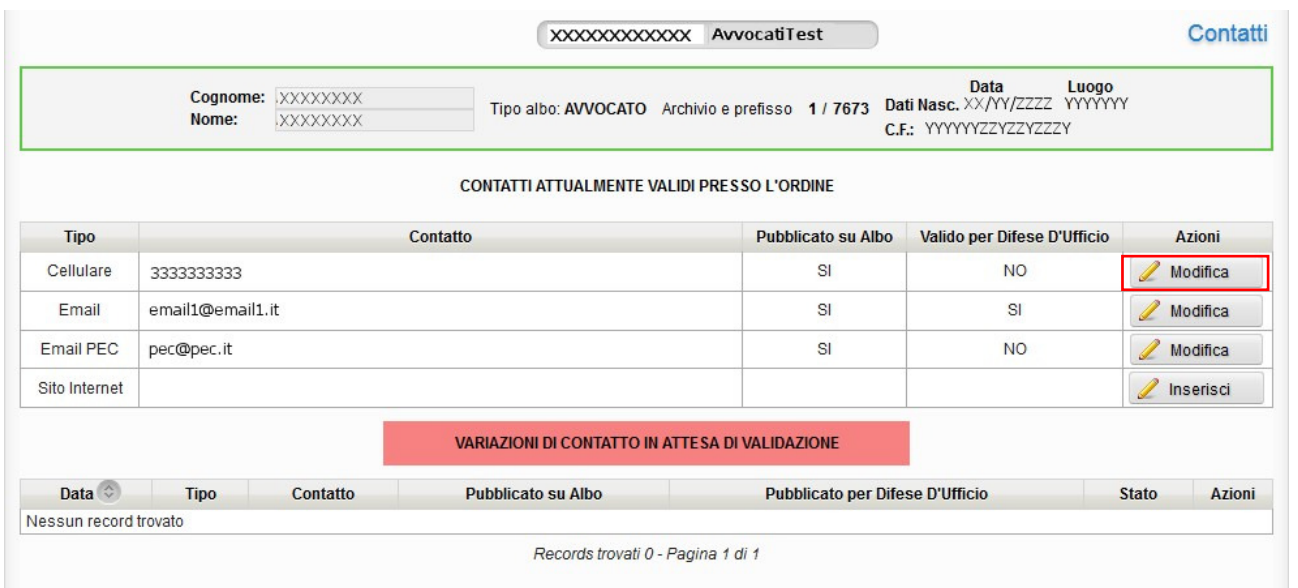 XXXXXXXXXXXX AvvocatiTest
Contatti
Cognome: .XXXXXXXX
Nome: .XXXXXXXX
Tipo albo: AVVOCATO Archivio e prefisso 1 / 7673
Data Luogo
Dati Nasc. XX/YY/ZZZZ YYYYYYY
C.F.: YYYYYYZZYZZYZZZY
CONTATTI ATTUALMENTE VALIDI PRESSO L'ORDINE
Tipo Contatto Pubblicato su Albo Valido per Difese D'Ufficio Azioni
Cellulare 3333333333 SI NO Modifica
Email email1@email1.it SI SI Modifica
Email PEC pec@pec.it SI NO Modifica
Sito Internet Inserisci
VARIAZIONI DI CONTATTO IN ATTESA DI VALIDAZIONE
Data Tipo Contatto Pubblicato su Albo Pubblicato per Difese D'Ufficio Stato Azioni
Nessun record trovato
Records trovati 0 - Pagina 1 di 1